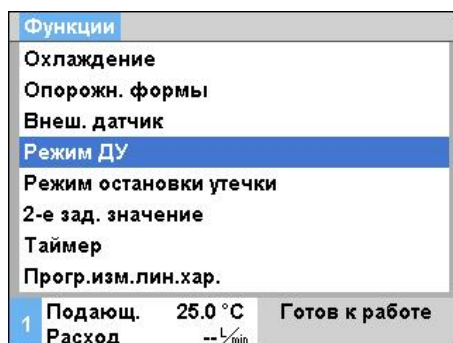 Функции
Охлаждение
Опорожн. формы
Внеш. датчик
Режим ДУ
Режим остановки утечки
2-е зад. значение
Таймер
Прогр.изм.лин.хар.
1 Подающ. 25.0 °C Готов к работе
Расход -- L/min